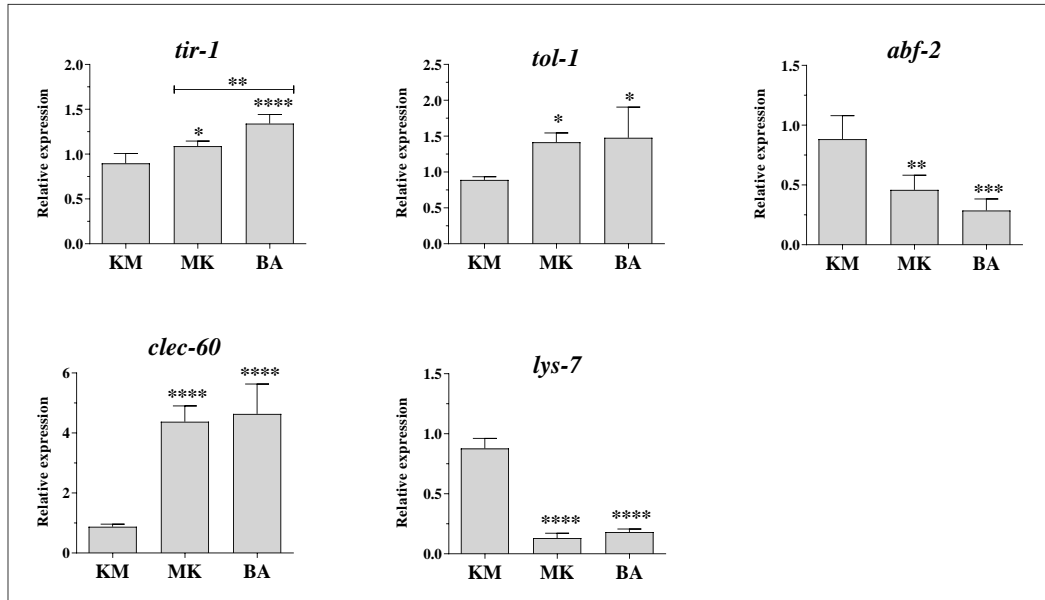 tir-1
Relative expression
2.0
1.5
1.0
0.5
0.0
**
*
****
KM MK BA
tol-1
Relative expression
2.5
2.0
1.5
1.0
0.5
0.0
*
*
KM MK BA
abf-2
Relative expression
1.5
1.0
0.5
0.0
**
***
KM MK BA
clec-60
Relative expression
6
4
2
0
****
****
KM MK BA
lys-7
Relative expression
1.5
1.0
0.5
0.0
****
****
KM MK BA